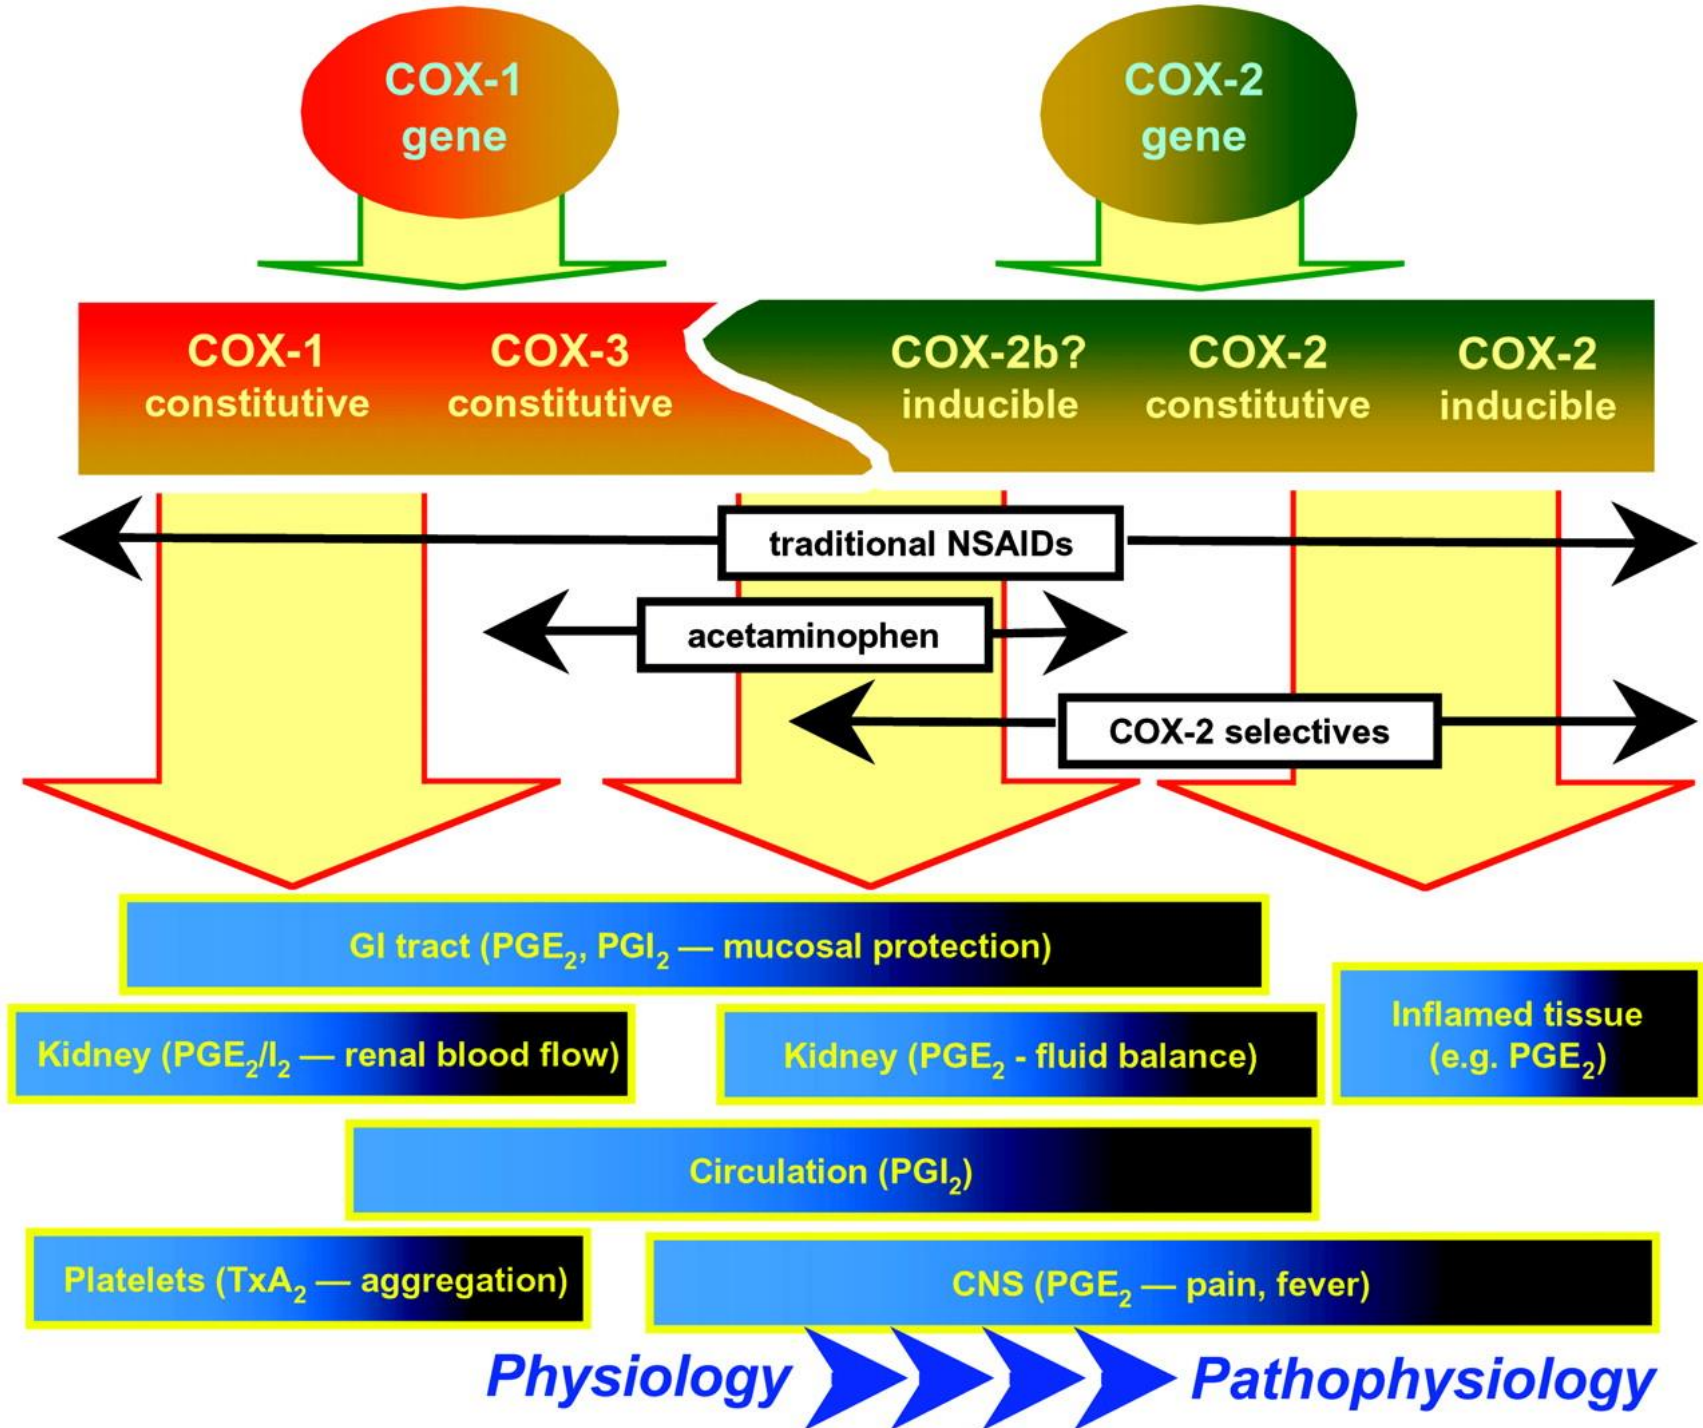 COX-1
gene
COX-2
gene
COX-1
constitutive
COX-3
constitutive
COX-2b?
inducible
COX-2
constitutive
COX-2
inducible
traditional NSAIDs
acetaminophen
COX-2 selectives
GI tract (PGE₂, PGI₂ — mucosal protection)
Kidney (PGE₂/I₂ — renal blood flow)
Kidney (PGE₂ - fluid balance)
Inflamed tissue
(e.g. PGE₂)
Circulation (PGI₂)
Platelets (TxA₂ — aggregation)
CNS (PGE₂ — pain, fever)
Physiology
Pathophysiology